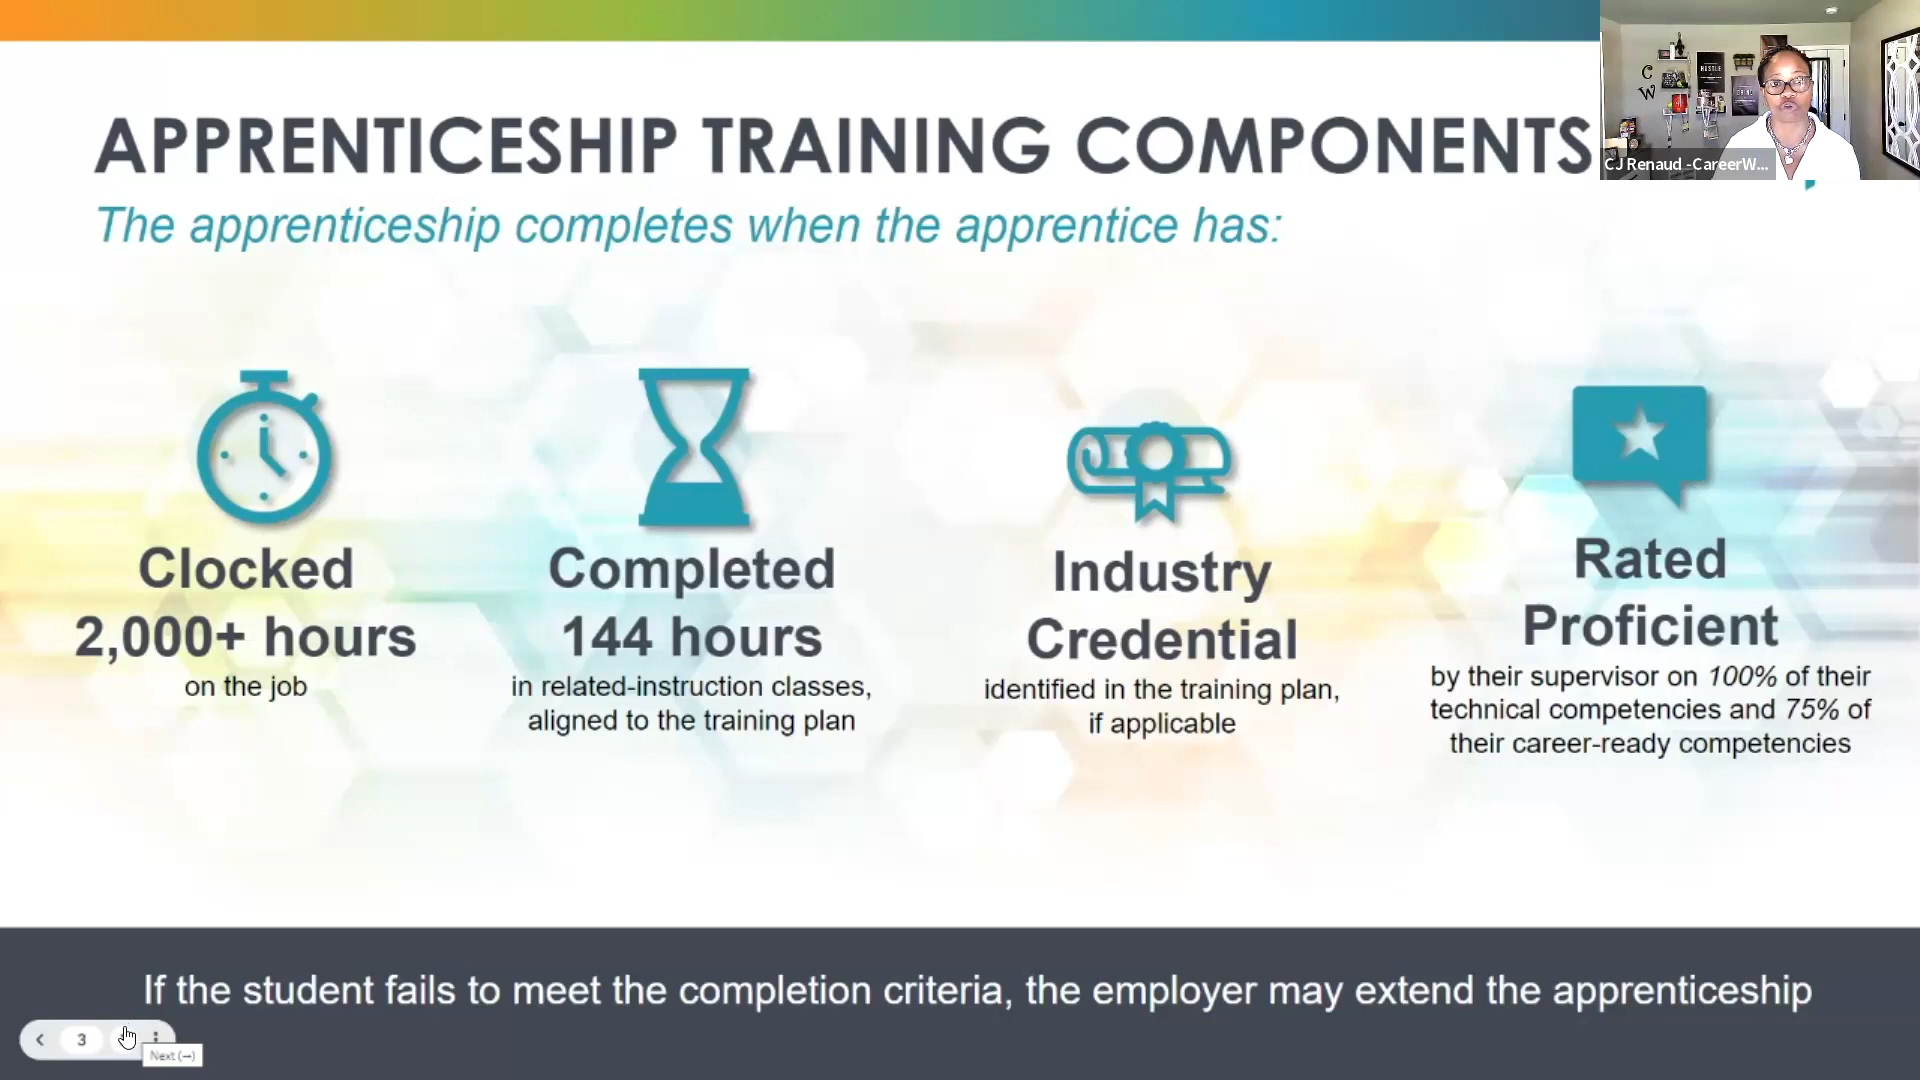 APPRENTICESHIP TRAINING COMPONENTS
The apprenticeship completes when the apprentice has:
Clocked
2,000+ hours
on the job
Completed
144 hours
in related-instruction classes,
aligned to the training plan
Industry
Credential
identified in the training plan,
if applicable
Rated
Proficient
by their supervisor on 100% of their
technical competencies and 75% of
their career-ready competencies
If the student fails to meet the completion criteria, the employer may extend the apprenticeship
3
Next (→)
C
W
HUSTLE
CJ Renaud -CareerW...